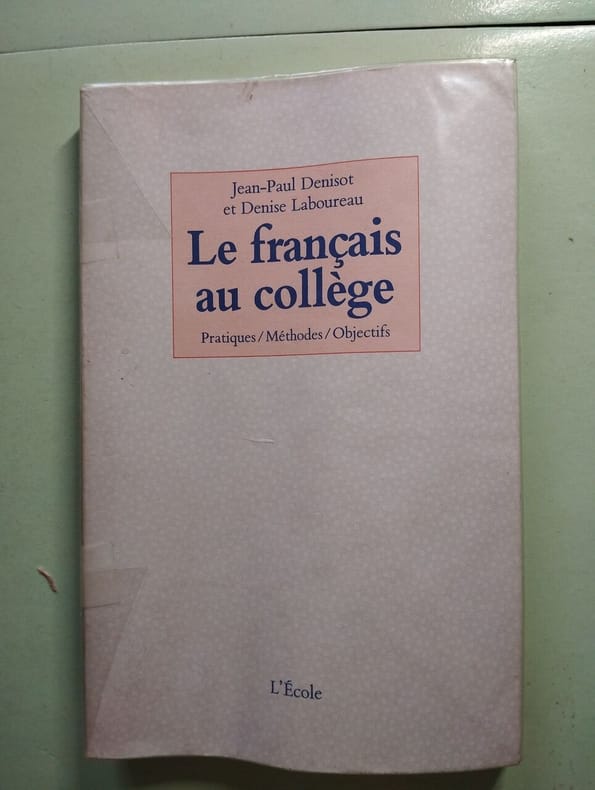 Jean-Paul Denisot
et Denise Laboureau
Le français
au collège
Pratiques/Méthodes/Objectifs
L'École